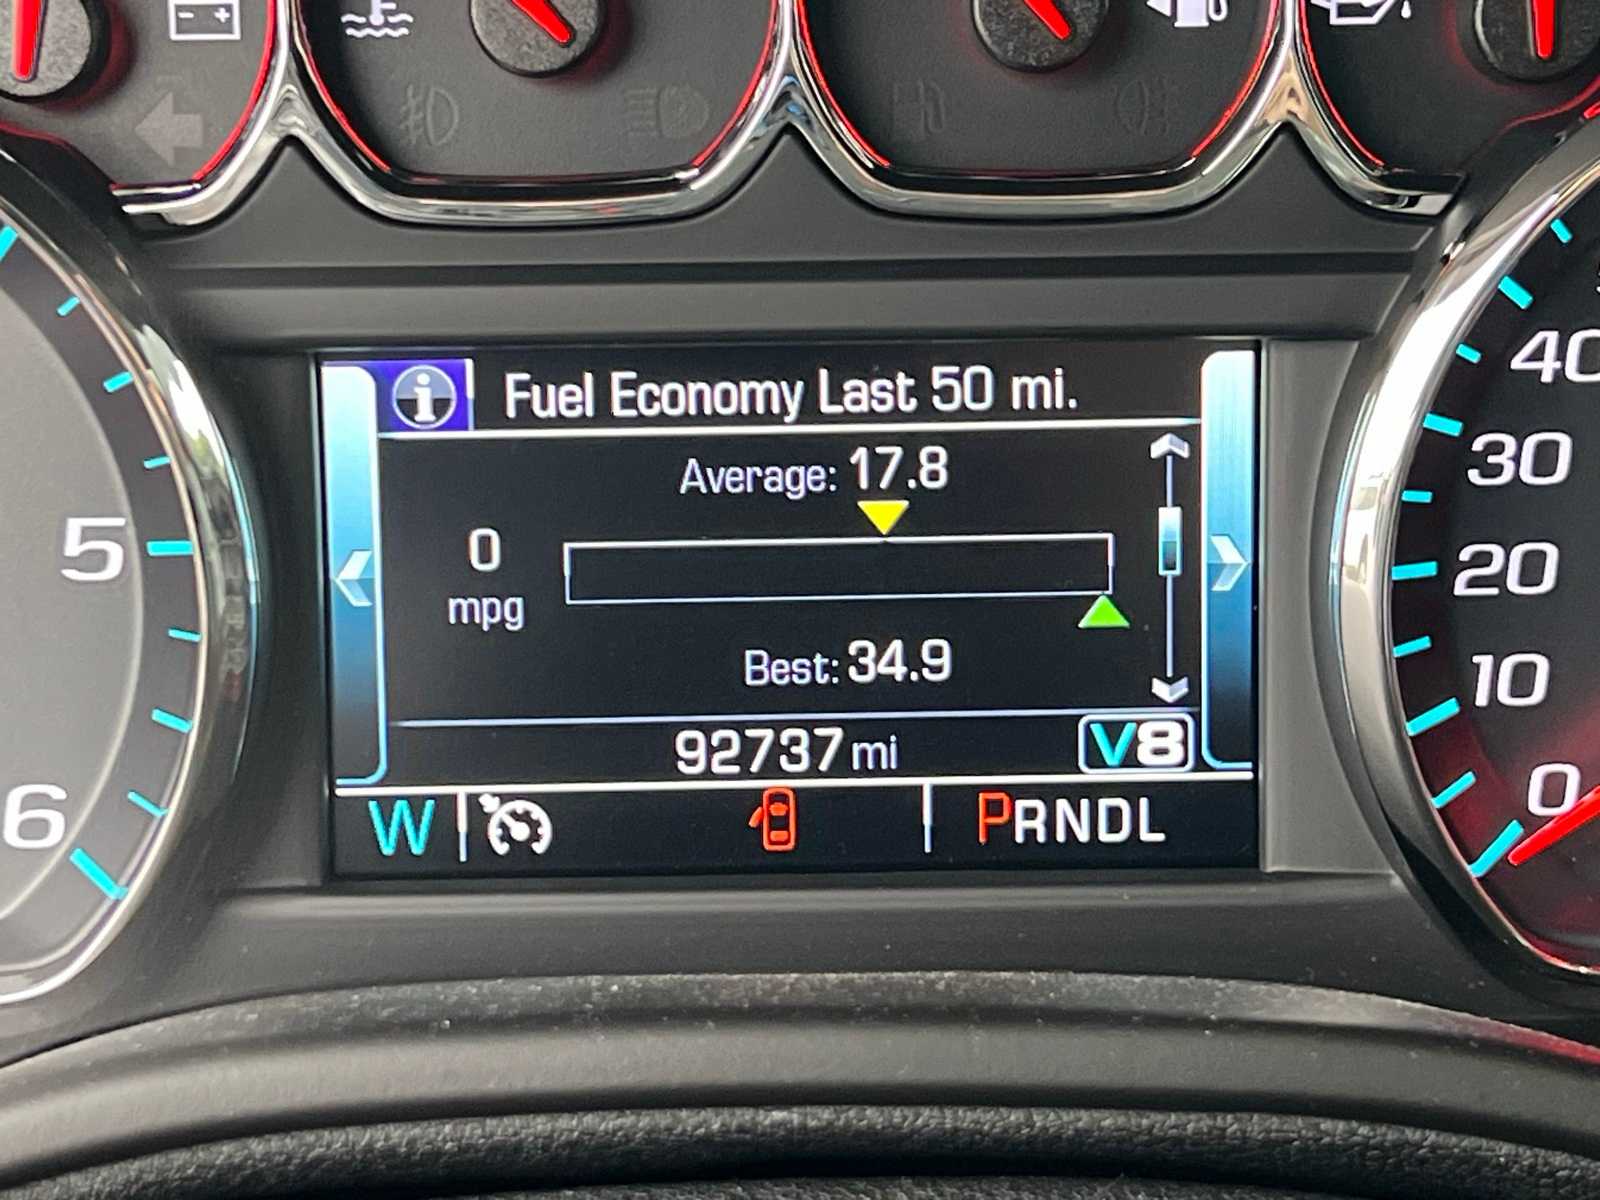 Fuel Economy Last 50 mi.
Average: 17.8
0
mpg
Best: 34.9
92737 mi
V8
W
PRNDL
5
6
40
30
20
10
0